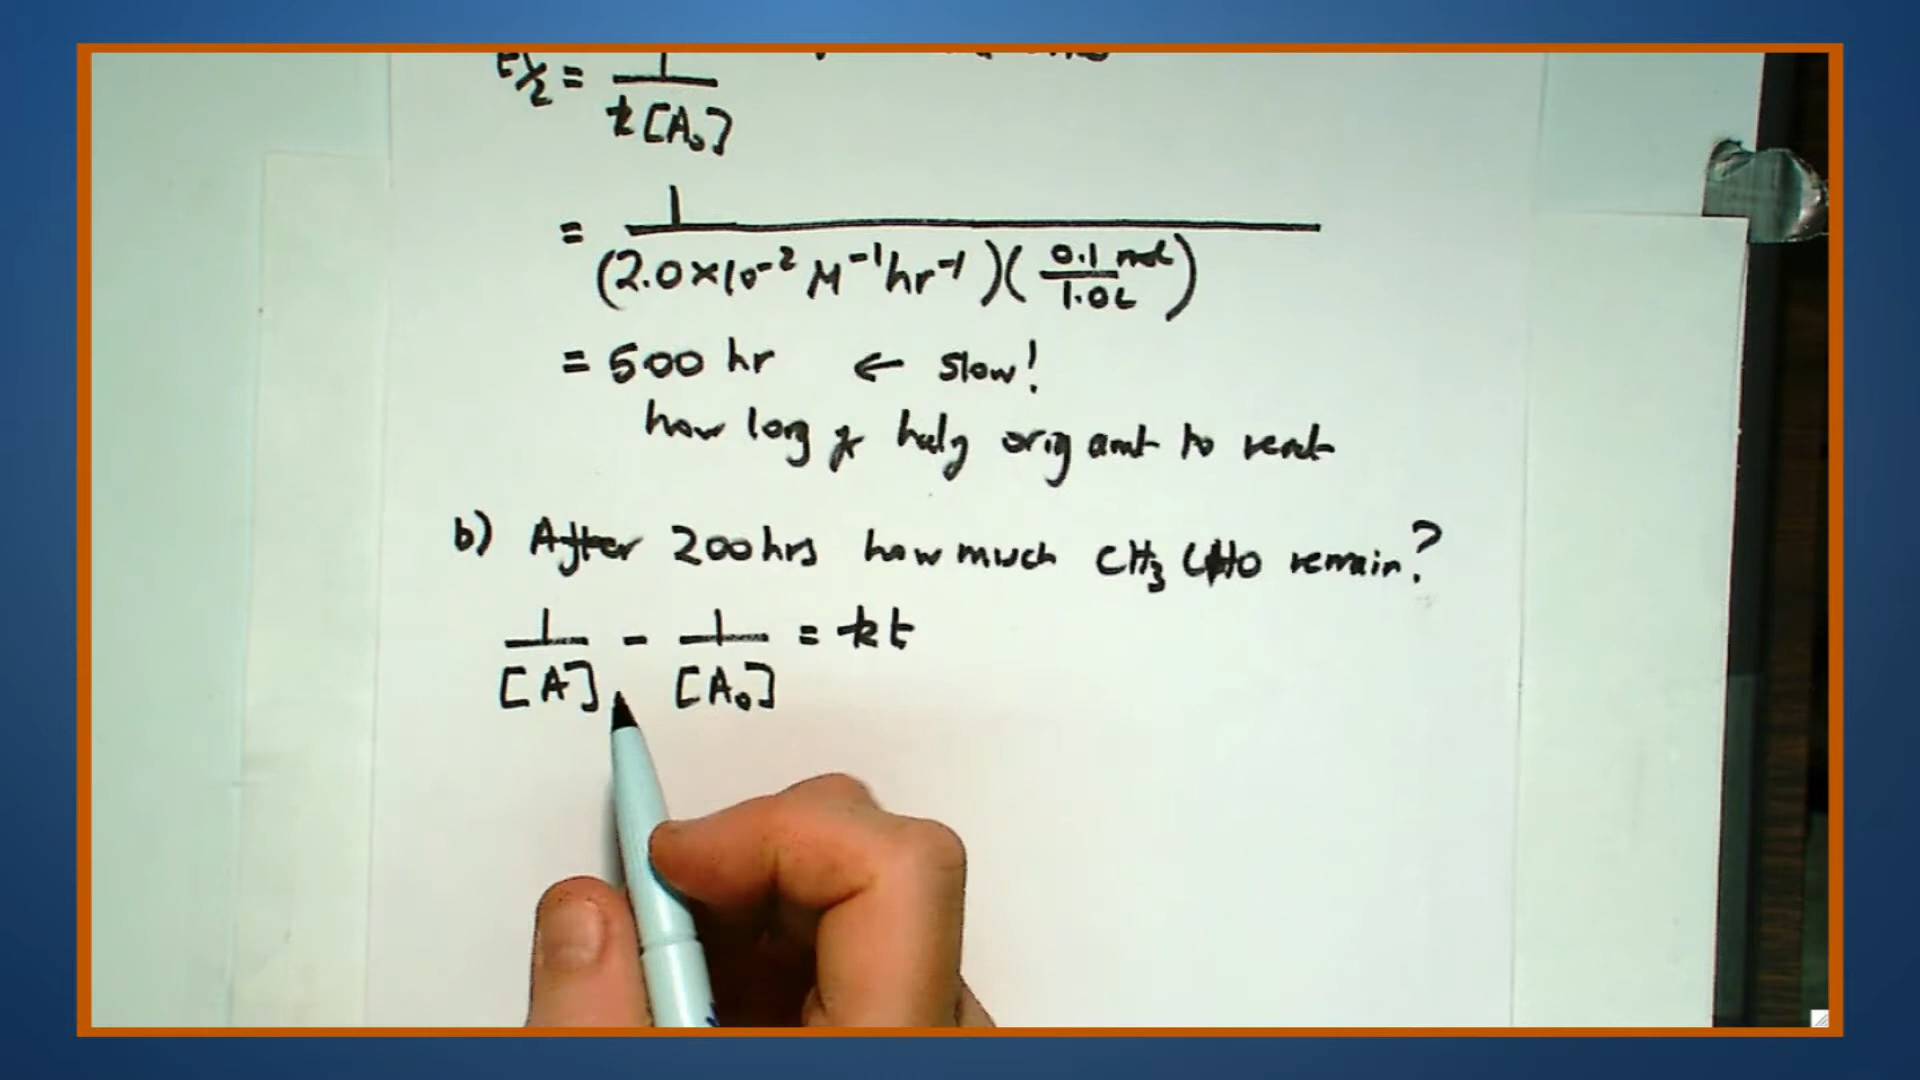 t½ = 1
k[A₀]
= 1
(2.0×10⁻² M⁻¹hr⁻¹)(0.1 mol
1.0L)
= 500 hr ← slow!
how long for half orig amt to react
b) After 200hrs how much CH₃CHO remain?
1 - 1 = kt
[A] [A₀]